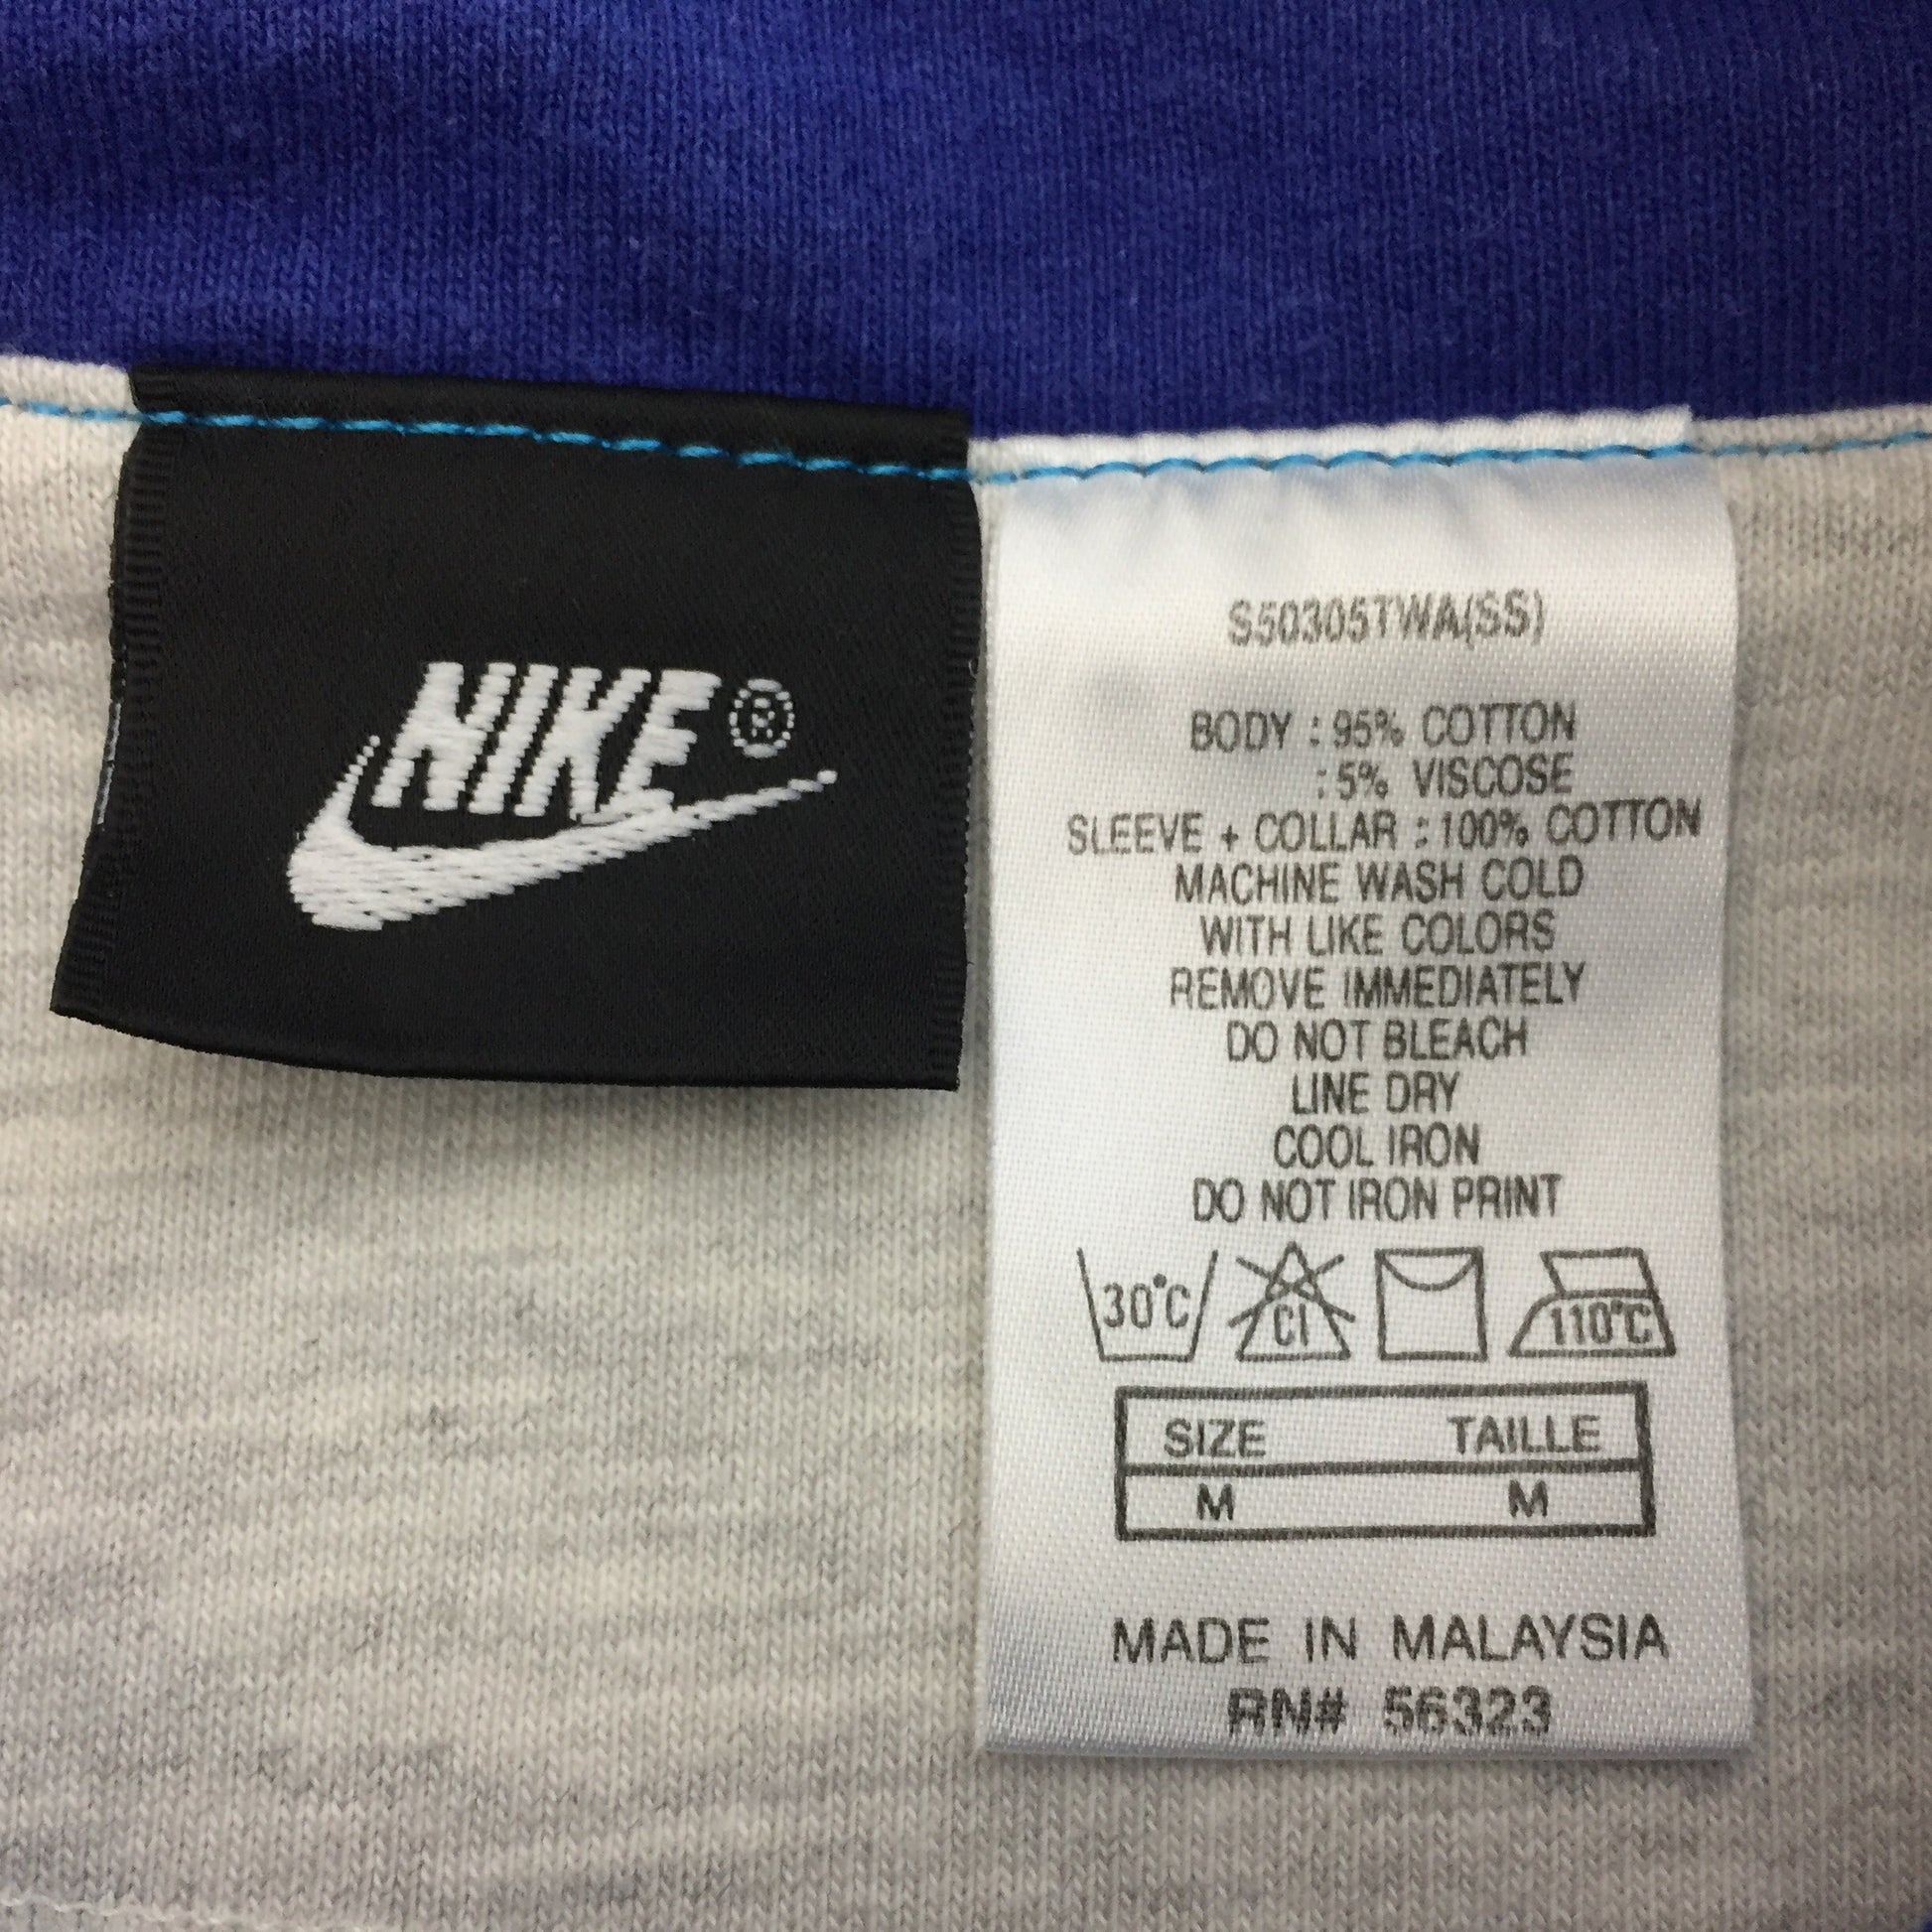 NIKE®
S50305TWA(SS)
BODY : 95% COTTON
: 5% VISCOSE
SLEEVE + COLLAR : 100% COTTON
MACHINE WASH COLD
WITH LIKE COLORS
REMOVE IMMEDIATELY
DO NOT BLEACH
LINE DRY
COOL IRON
DO NOT IRON PRINT
30°C Cl 110°C
SIZE TAILLE
M M
MADE IN MALAYSIA
RN# 56323